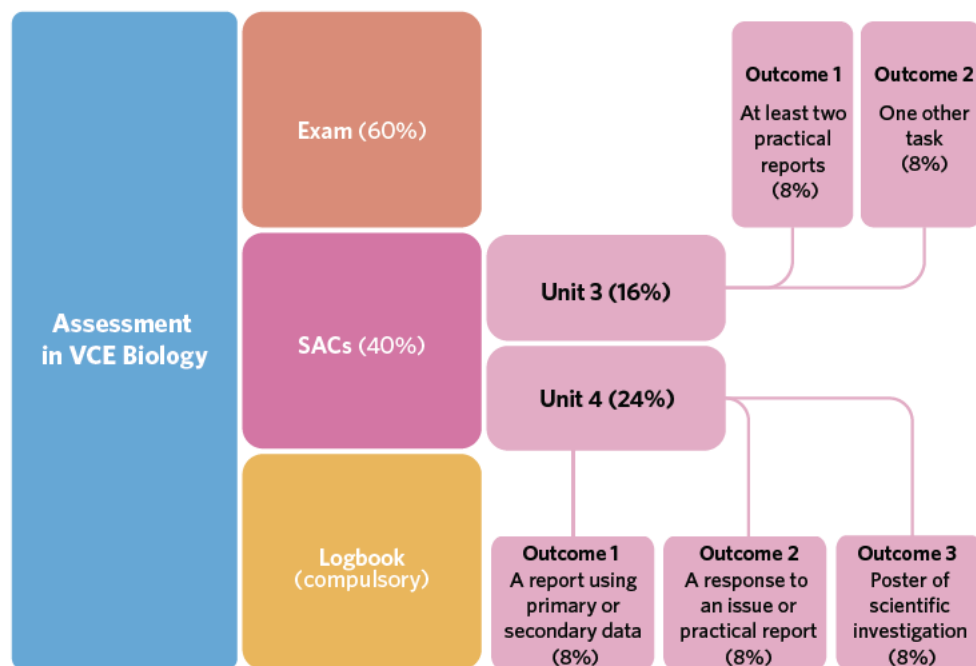 Assessment
in VCE Biology
Exam (60%)
SACs (40%)
Logbook
(compulsory)
Unit 3 (16%)
Outcome 1
At least two
practical
reports
(8%)
Outcome 2
One other
task
(8%)
Unit 4 (24%)
Outcome 1
A report using
primary or
secondary data
(8%)
Outcome 2
A response to
an issue or
practical report
(8%)
Outcome 3
Poster of
scientific
investigation
(8%)